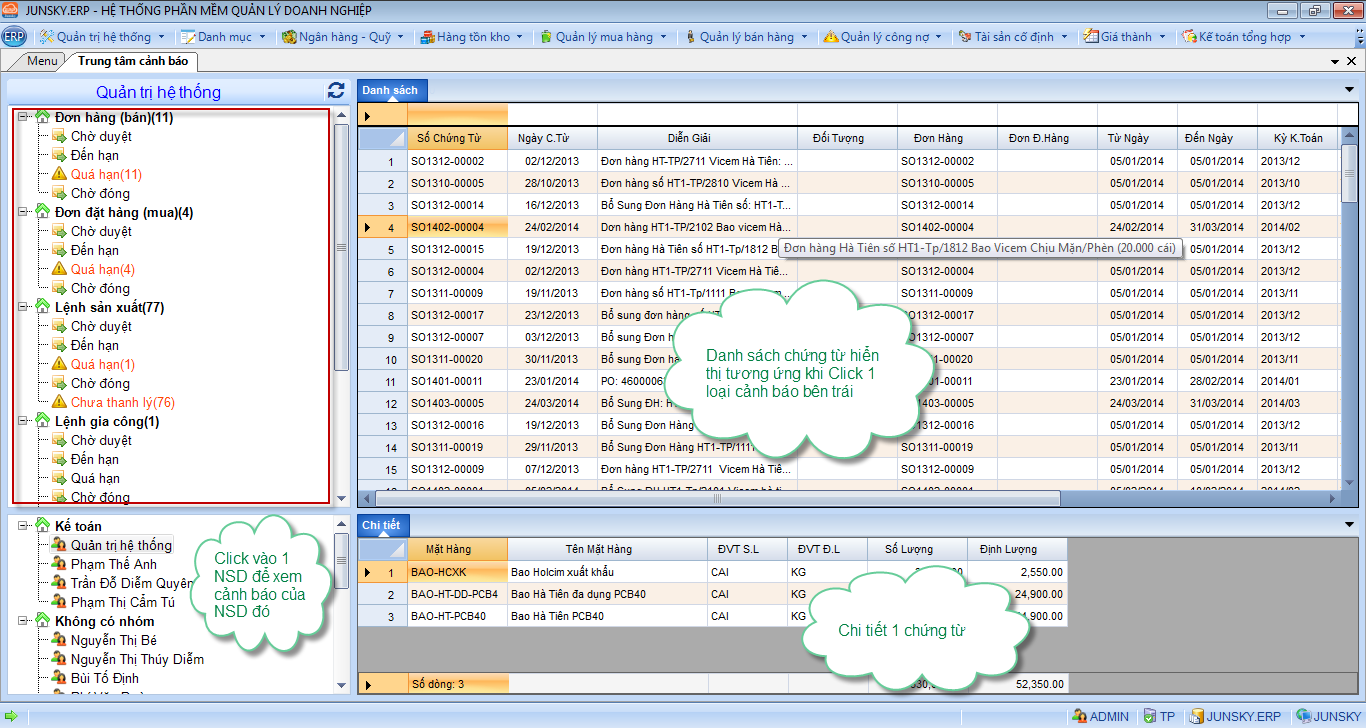 JUNSKY.ERP - HỆ THỐNG PHẦN MỀM QUẢN LÝ DOANH NGHIỆP
ERP Quản trị hệ thống Danh mục Ngân hàng - Quỹ Hàng tồn kho Quản lý mua hàng Quản lý bán hàng Quản lý công nợ Tài sản cố định Giá thành Kế toán tổng hợp
Menu Trung tâm cảnh báo
Quản trị hệ thống
Đơn hàng (bán)(11)
Chờ duyệt
Đến hạn
Quá hạn(11)
Chờ đóng
Đơn đặt hàng (mua)(4)
Chờ duyệt
Đến hạn
Quá hạn(4)
Chờ đóng
Lệnh sản xuất(77)
Chờ duyệt
Đến hạn
Quá hạn(1)
Chờ đóng
Chưa thanh lý(76)
Lệnh gia công(1)
Chờ duyệt
Đến hạn
Quá hạn
Chờ đóng
Kế toán
Quản trị hệ thống
Phạm Thế Anh
Trần Đỗ Diễm Quyên
Phạm Thị Cẩm Tú
Không có nhóm
Nguyễn Thị Bé
Nguyễn Thị Thúy Diễm
Bùi Tố Định
Click vào 1
NSD để xem
cảnh báo của
NSD đó
Danh sách
Số Chứng Từ Ngày C.Từ Diễn Giải Đối Tượng Đơn Hàng Đơn Đ.Hàng Từ Ngày Đến Ngày Kỳ K.Toán
1 SO1312-00002 02/12/2013 Đơn hàng HT-TP/2711 Vicem Hà Tiên: ... SO1312-00002 05/01/2014 05/01/2014 2013/12
2 SO1310-00005 28/10/2013 Đơn hàng số HT1-TP/2810 Vicem Hà ... SO1310-00005 05/01/2014 05/01/2014 2013/10
3 SO1312-00014 16/12/2013 Bổ Sung Đơn Hàng Hà Tiên số: HT1-T... SO1312-00014 05/01/2014 05/01/2014 2013/12
4 SO1402-00004 24/02/2014 Đơn hàng HT1-TP/2102 Bao vicem Hà... SO1402-00004 24/02/2014 31/03/2014 2014/02
5 SO1312-00015 19/12/2013 Đơn hàng Hà Tiên số HT1-Tp/1812 B 05/01/2014 2013/12
Đơn hàng Hà Tiên số HT1-Tp/1812 Bao Vicem Chịu Mặn/Phèn (20.000 cái)
6 SO1312-00004 02/12/2013 Đơn hàng HT1-TP/2711 Vicem Hà Tiê... SO1312-00004 05/01/2014 05/01/2014 2013/12
7 SO1311-00009 19/11/2013 Đơn hàng số HT1-Tp/1111 SO1311-00009 05/01/2014 05/01/2014 2013/11
8 SO1312-00017 23/12/2013 Bổ sung đơn hàng SO1312-00017 05/01/2014 05/01/2014 2013/12
9 SO1312-00007 03/12/2013 Bổ sung Đơn 05/01/2014 05/01/2014 2013/12
10 SO1311-00020 30/11/2013 Bổ sung Đơn 05/01/2014 05/01/2014 2013/11
11 SO1401-00011 23/01/2014 PO: 23/01/2014 28/02/2014 2014/01
12 SO1403-00005 24/03/2014 Bổ Sung ĐH: 24/03/2014 31/03/2014 2014/03
13 SO1312-00016 19/12/2013 Bổ Sung Đơn Hàng 05/01/2014 05/01/2014 2013/12
14 SO1311-00019 29/11/2013 Bổ Sung Đơn Hàng SO1311-00019 05/01/2014 05/01/2014 2013/11
15 SO1312-00009 07/12/2013 Đơn hàng HT1-TP/2711 Vicem Hà Tiê... SO1312-00009 05/01/2014 05/01/2014 2013/12
Danh sách chứng từ hiển
thị tương ứng khi Click 1
loại cảnh báo bên trái
Chi tiết
Mặt Hàng Tên Mặt Hàng ĐVT S.L ĐVT Đ.L Số Lượng Định Lượng
1 BAO-HCXK Bao Holcim xuất khẩu CAI KG 2,550.00
2 BAO-HT-DD-PCB4 Bao Hà Tiên đa dụng PCB40 CAI KG 24,900.00
3 BAO-HT-PCB40 Bao Hà Tiên PCB40 CAI KG
Chi tiết 1 chứng từ
Số dòng: 3 52,350.00
ADMIN TP JUNSKY.ERP JUNSKY